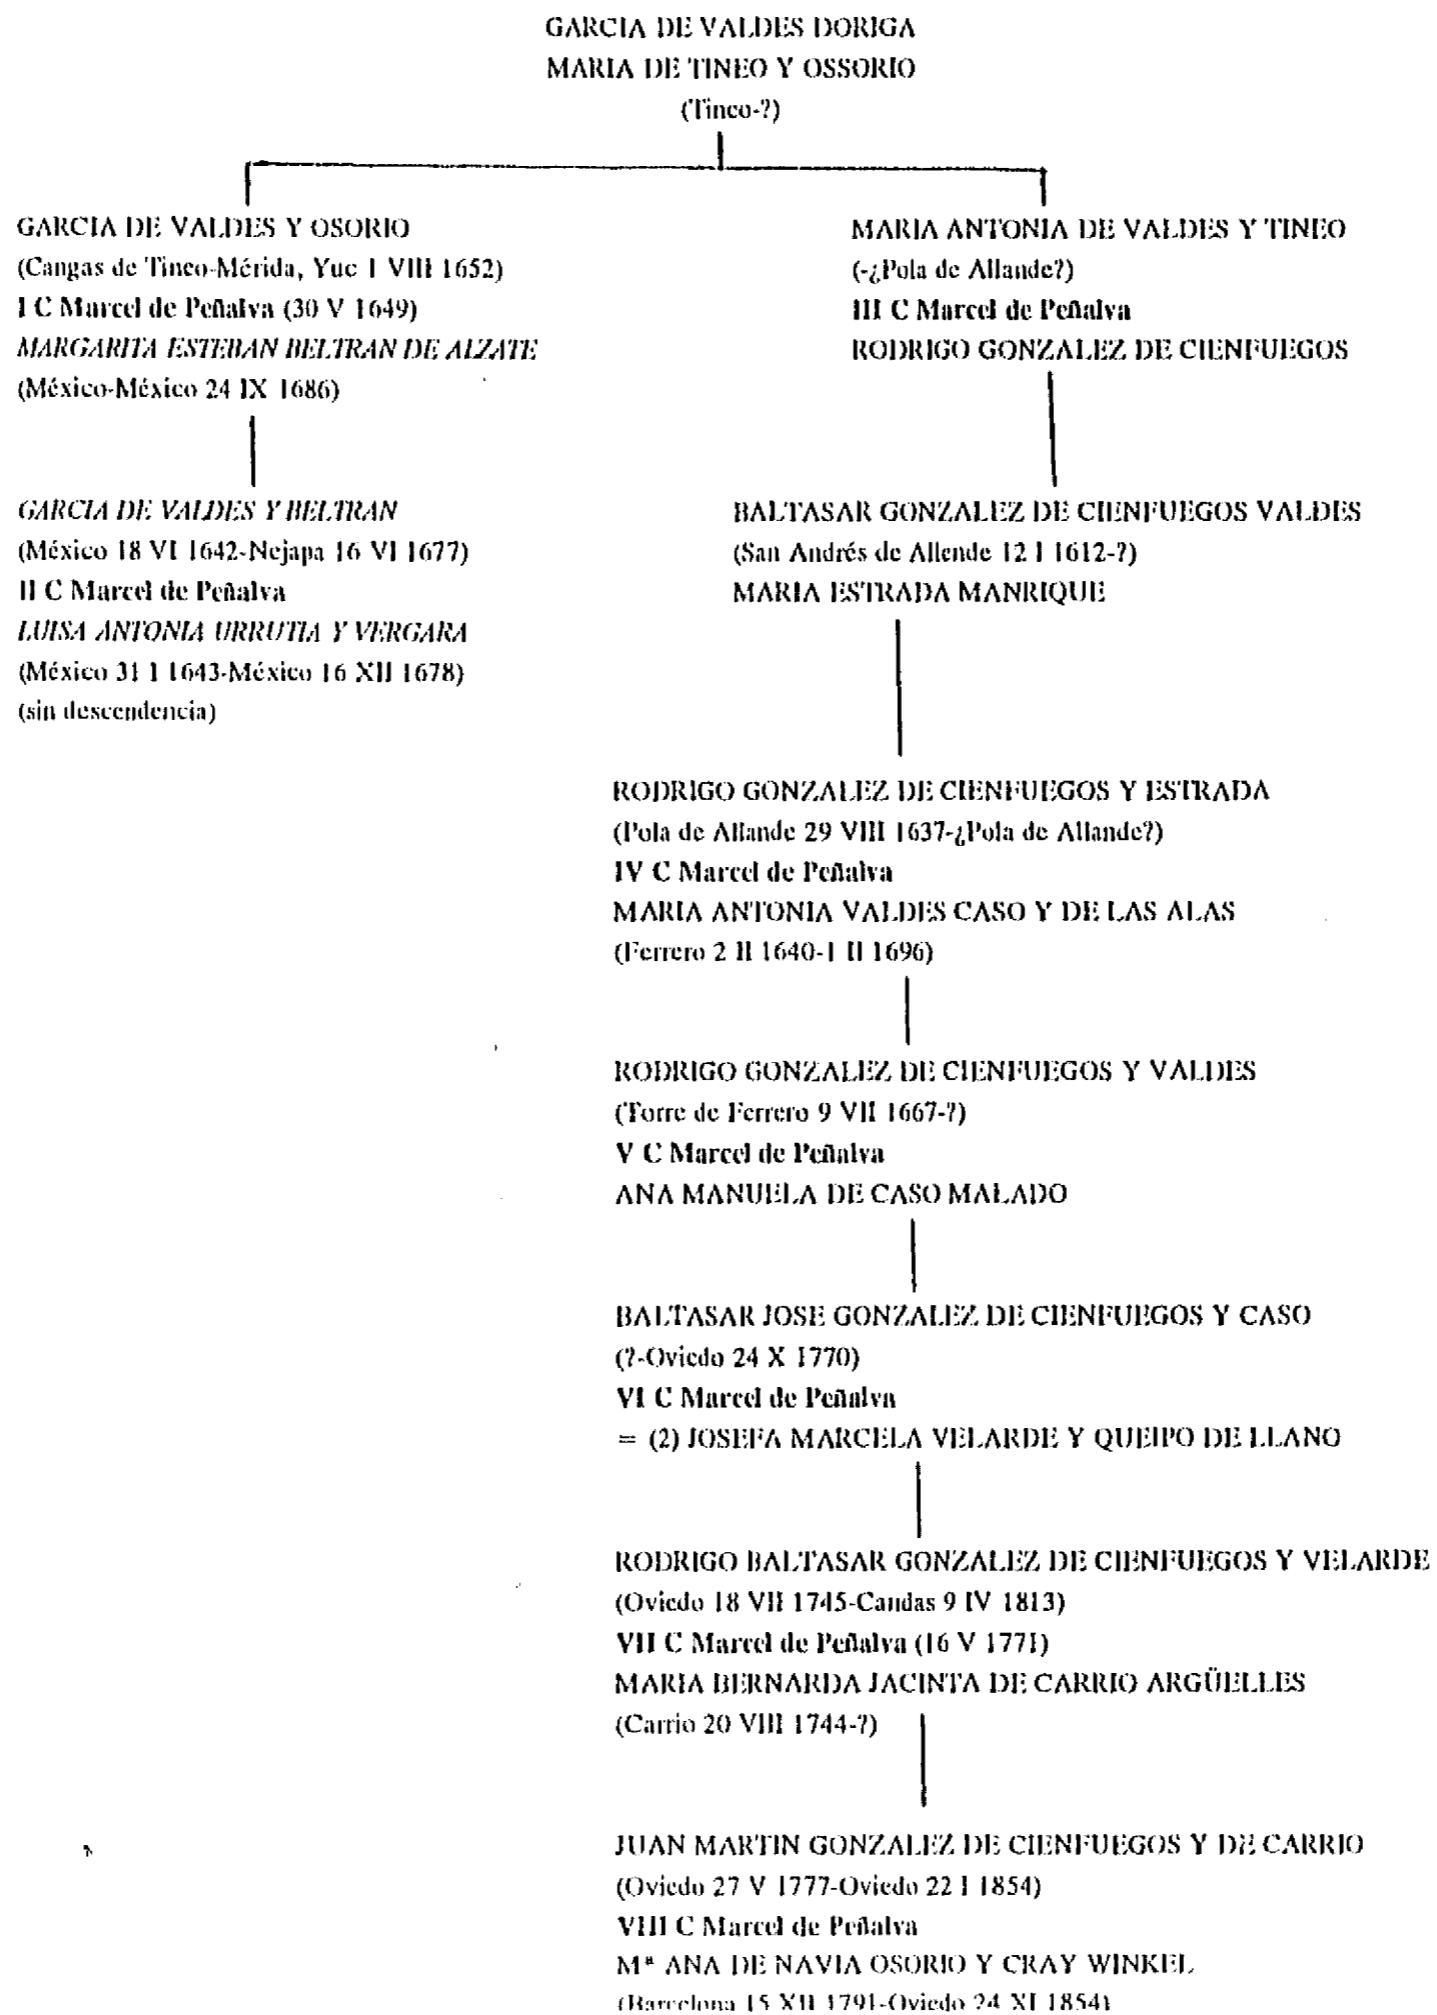 GARCIA DE VALDES DORIGA
MARIA DE TINEO Y OSSORIO
(Tineo-?)
GARCIA DE VALDES Y OSORIO
(Cangas de Tineo-Mérida, Yuc 1 VIII 1652)
I C Marcel de Peñalva (30 V 1649)
MARGARITA ESTEBAN BELTRAN DE ALZATE
(México-México 24 IX 1686)
MARIA ANTONIA DE VALDES Y TINEO
(-¿Pola de Allande?)
III C Marcel de Peñalva
RODRIGO GONZALEZ DE CIENFUEGOS
GARCIA DE VALDES Y BELTRAN
(México 18 VI 1642-Nejapa 16 VI 1677)
II C Marcel de Peñalva
LUISA ANTONIA URRUTIA Y VERGARA
(México 31 I 1643-México 16 XII 1678)
(sin descendencia)
BALTASAR GONZALEZ DE CIENFUEGOS VALDES
(San Andrés de Allende 12 I 1612-?)
MARIA ESTRADA MANRIQUE
RODRIGO GONZALEZ DE CIENFUEGOS Y ESTRADA
(Pola de Allande 29 VIII 1637-¿Pola de Allande?)
IV C Marcel de Peñalva
MARIA ANTONIA VALDES CASO Y DE LAS ALAS
(Ferrero 2 II 1640-1 II 1696)
RODRIGO GONZALEZ DE CIENFUEGOS Y VALDES
(Torre de Ferrero 9 VII 1667-?)
V C Marcel de Peñalva
ANA MANUELA DE CASO MALADO
BALTASAR JOSE GONZALEZ DE CIENFUEGOS Y CASO
(?-Oviedo 24 X 1770)
VI C Marcel de Peñalva
= (2) JOSEFA MARCELA VELARDE Y QUEIPO DE LLANO
RODRIGO BALTASAR GONZALEZ DE CIENFUEGOS Y VELARDE
(Oviedo 18 VII 1745-Candas 9 IV 1813)
VII C Marcel de Peñalva (16 V 1771)
MARIA BERNARDA JACINTA DE CARRIO ARGÜELLES
(Carrio 20 VIII 1744-?)
JUAN MARTIN GONZALEZ DE CIENFUEGOS Y DE CARRIO
(Oviedo 27 V 1777-Oviedo 22 I 1854)
VIII C Marcel de Peñalva
Mª ANA DE NAVIA OSORIO Y CRAY WINKEL
(Barcelona 15 XII 1791-Oviedo 24 XI 1854)